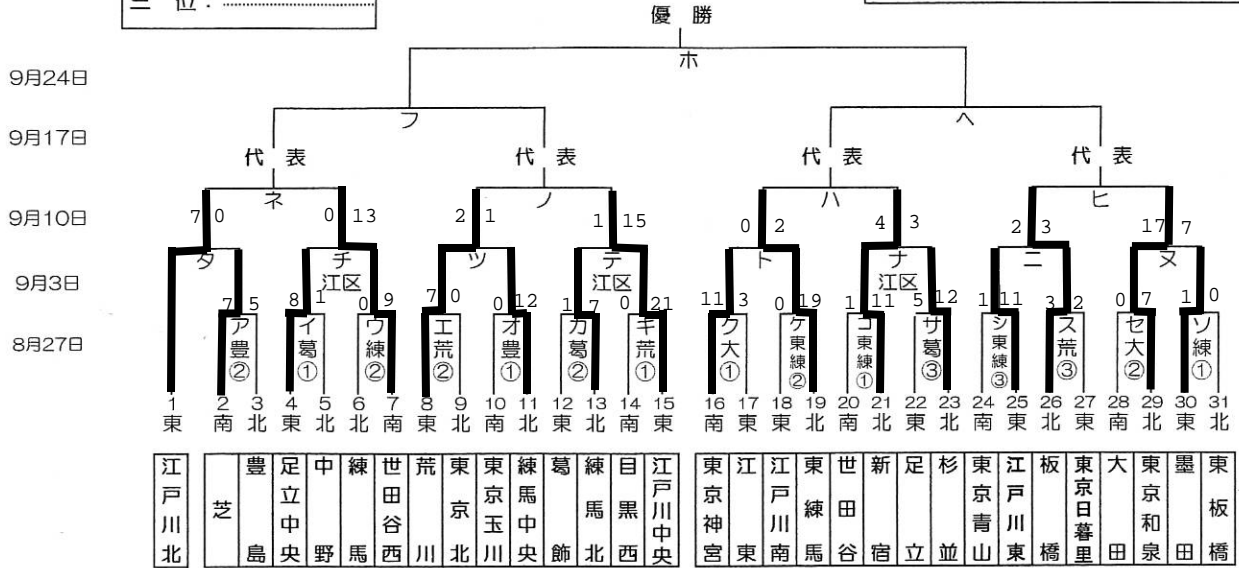 三 位：
優 勝
ホ
9月24日
フ
ヘ
9月17日
代 表
代 表
代 表
代 表
ネ
ノ
ハ
ヒ
9月10日
7 0
0 13
2 1
1 15
0 2
4 3
2 3
17 7
タ
チ
ツ
テ
ト
ナ
ニ
ヌ
江区
江区
江区
9月3日
7 5 8 1 0 9 7 0 0 12 1 7 0 21 11 3 0 19 1 11 5 12 1 11 3 2 0 7 1 0
8月27日
ア豊②
イ葛①
ウ練②
エ荒②
オ豊①
カ葛②
キ荒①
ク大①
ケ東練②
コ東練①
サ葛③
シ東練③
ス荒③
セ大②
ソ練①
1 2 3 4 5 6 7 8 9 10 11 12 13 14 15 16 17 18 19 20 21 22 23 24 25 26 27 28 29 30 31
東 南 北 東 北 北 南 東 北 南 北 東 北 南 東 南 東 東 北 南 北 東 北 南 東 北 東 南 北 東 北
江戸川北
芝
豊島
足立中央
中野
練馬
世田谷西
荒川
東京北
東京玉川
練馬中央
葛飾
練馬北
目黒西
江戸川中央
東京神宮
江東
江戸川南
東練馬
世田谷
新宿
足立
杉並
東京青山
江戸川東
板橋
東京日暮里
大田
東京和泉
墨田
東板橋